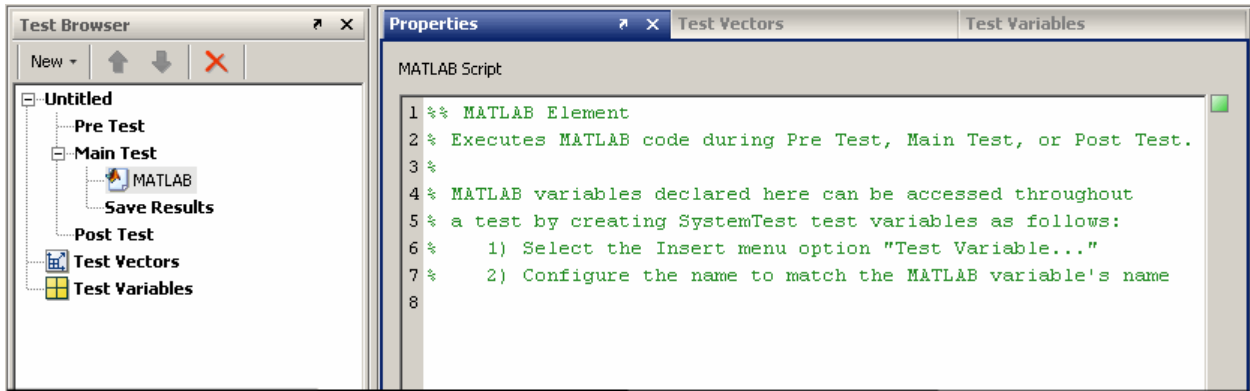 Test Browser
New
Untitled
Pre Test
Main Test
MATLAB
Save Results
Post Test
Test Vectors
Test Variables
Properties
Test Vectors
Test Variables
MATLAB Script
1 %% MATLAB Element
2 % Executes MATLAB code during Pre Test, Main Test, or Post Test.
3 %
4 % MATLAB variables declared here can be accessed throughout
5 % a test by creating SystemTest test variables as follows:
6 %    1) Select the Insert menu option "Test Variable..."
7 %    2) Configure the name to match the MATLAB variable's name
8